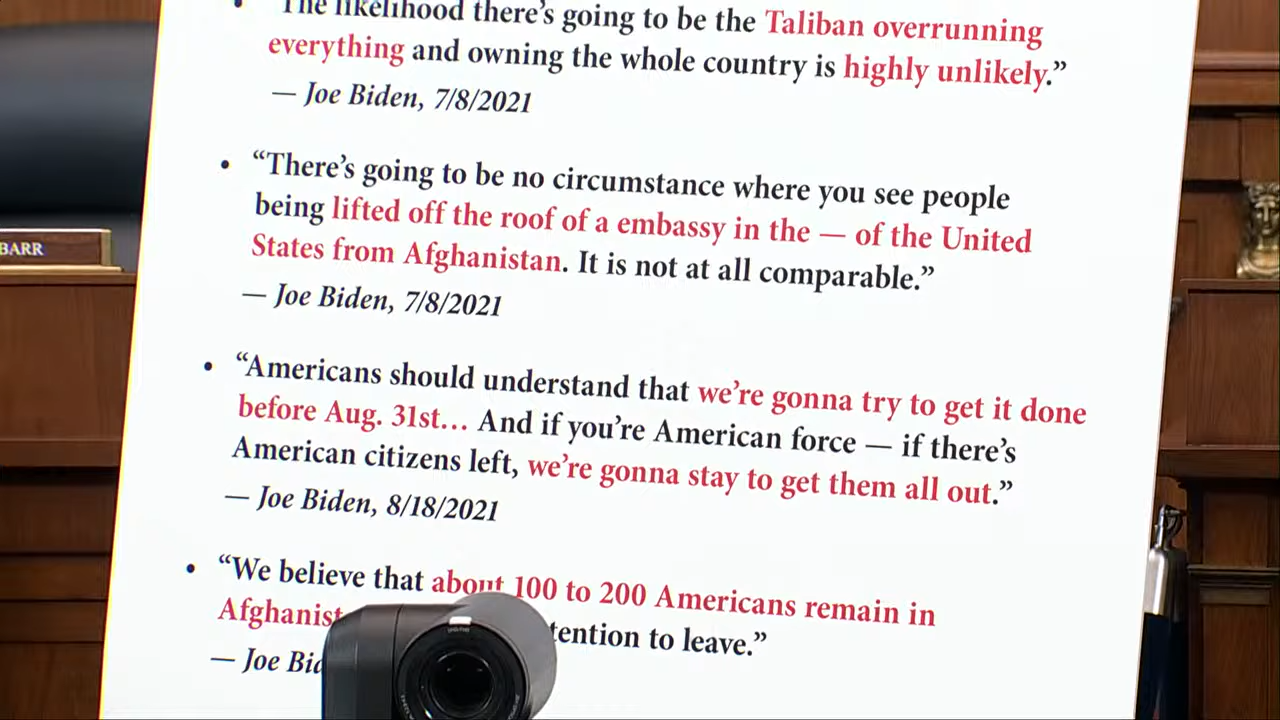 • "The likelihood there's going to be the Taliban overrunning
everything and owning the whole country is highly unlikely."
— Joe Biden, 7/8/2021
• “There's going to be no circumstance where you see people
being lifted off the roof of a embassy in the — of the United
States from Afghanistan. It is not at all comparable.”
— Joe Biden, 7/8/2021
• “Americans should understand that we're gonna try to get it done
before Aug. 31st… And if you're American force — if there's
American citizens left, we're gonna stay to get them all out.”
— Joe Biden, 8/18/2021
• “We believe that about 100 to 200 Americans remain in
Afghanist tention to leave.”
— Joe Bid
BARR